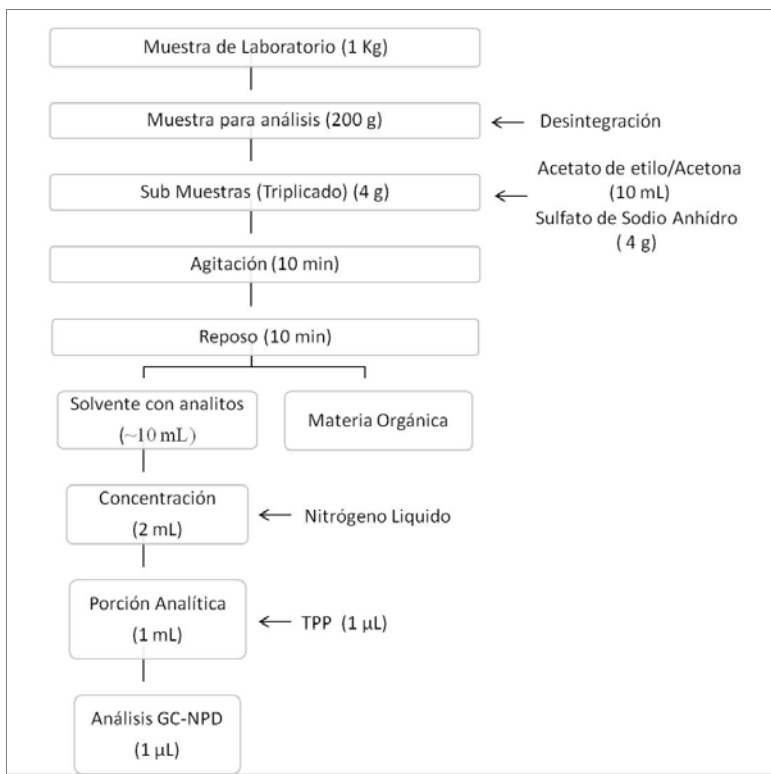 Muestra de Laboratorio (1 Kg)
Muestra para análisis (200 g)
Desintegración
Sub Muestras (Triplicado) (4 g)
Acetato de etilo/Acetona
(10 mL)
Sulfato de Sodio Anhídro
( 4 g)
Agitación (10 min)
Reposo (10 min)
Solvente con analitos
(~10 mL)
Materia Orgánica
Concentración
(2 mL)
Nitrógeno Liquido
Porción Analítica
(1 mL)
TPP (1 µL)
Análisis GC-NPD
(1 µL)